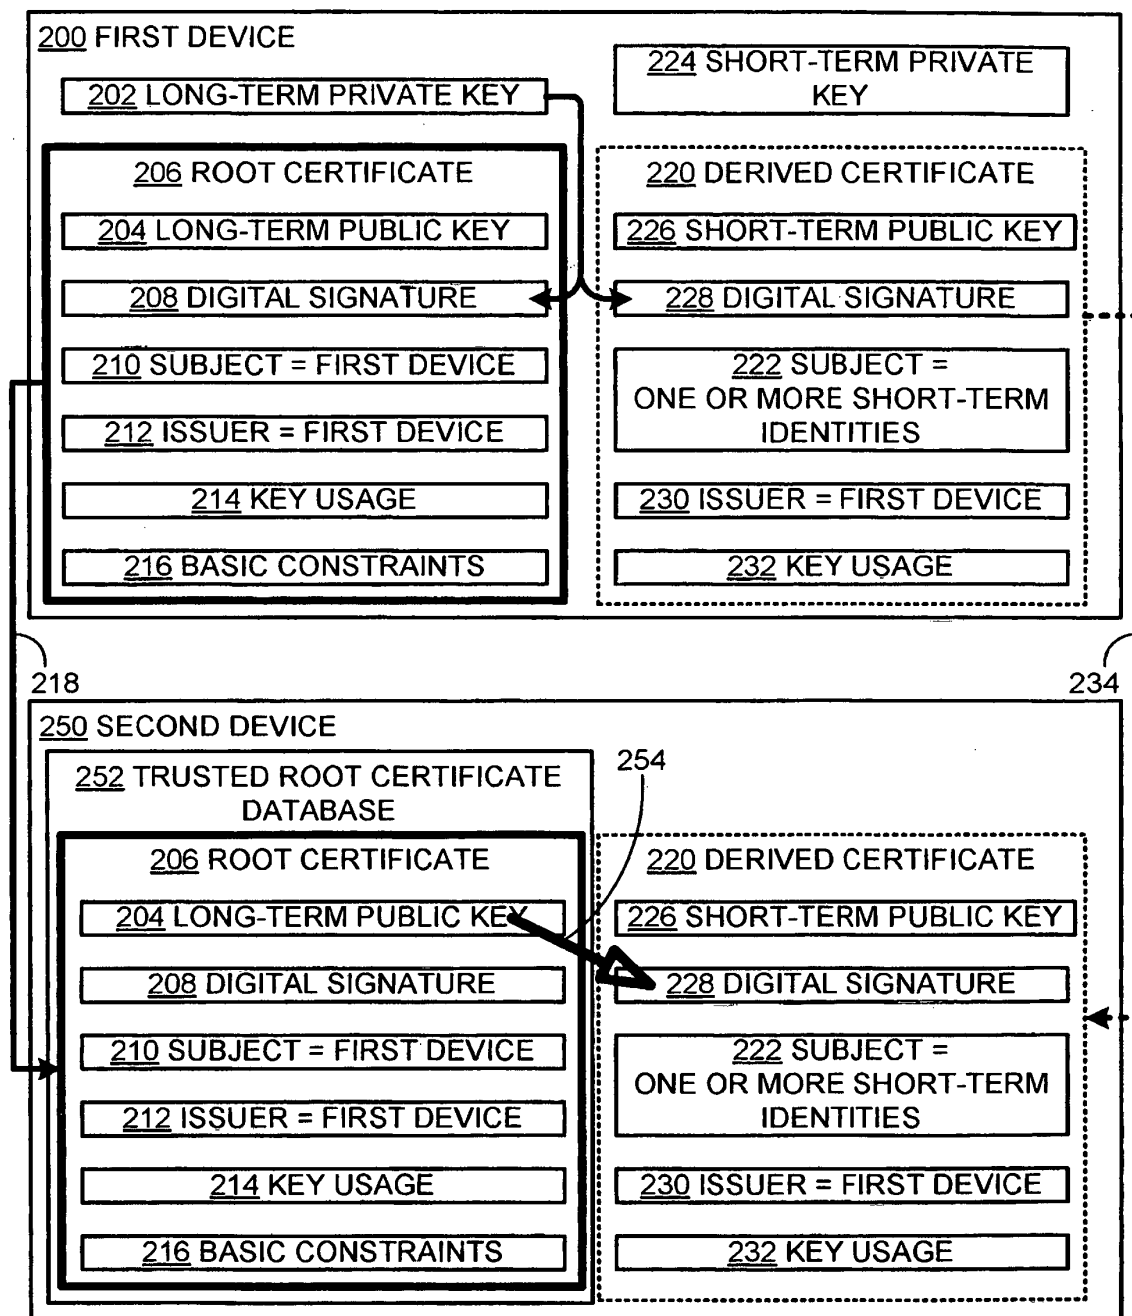 200 FIRST DEVICE
202 LONG-TERM PRIVATE KEY
224 SHORT-TERM PRIVATE
KEY
206 ROOT CERTIFICATE
204 LONG-TERM PUBLIC KEY
208 DIGITAL SIGNATURE
210 SUBJECT = FIRST DEVICE
212 ISSUER = FIRST DEVICE
214 KEY USAGE
216 BASIC CONSTRAINTS
220 DERIVED CERTIFICATE
226 SHORT-TERM PUBLIC KEY
228 DIGITAL SIGNATURE
222 SUBJECT =
ONE OR MORE SHORT-TERM
IDENTITIES
230 ISSUER = FIRST DEVICE
232 KEY USAGE
218
234
250 SECOND DEVICE
252 TRUSTED ROOT CERTIFICATE
DATABASE
254
206 ROOT CERTIFICATE
204 LONG-TERM PUBLIC KEY
208 DIGITAL SIGNATURE
210 SUBJECT = FIRST DEVICE
212 ISSUER = FIRST DEVICE
214 KEY USAGE
216 BASIC CONSTRAINTS
220 DERIVED CERTIFICATE
226 SHORT-TERM PUBLIC KEY
228 DIGITAL SIGNATURE
222 SUBJECT =
ONE OR MORE SHORT-TERM
IDENTITIES
230 ISSUER = FIRST DEVICE
232 KEY USAGE